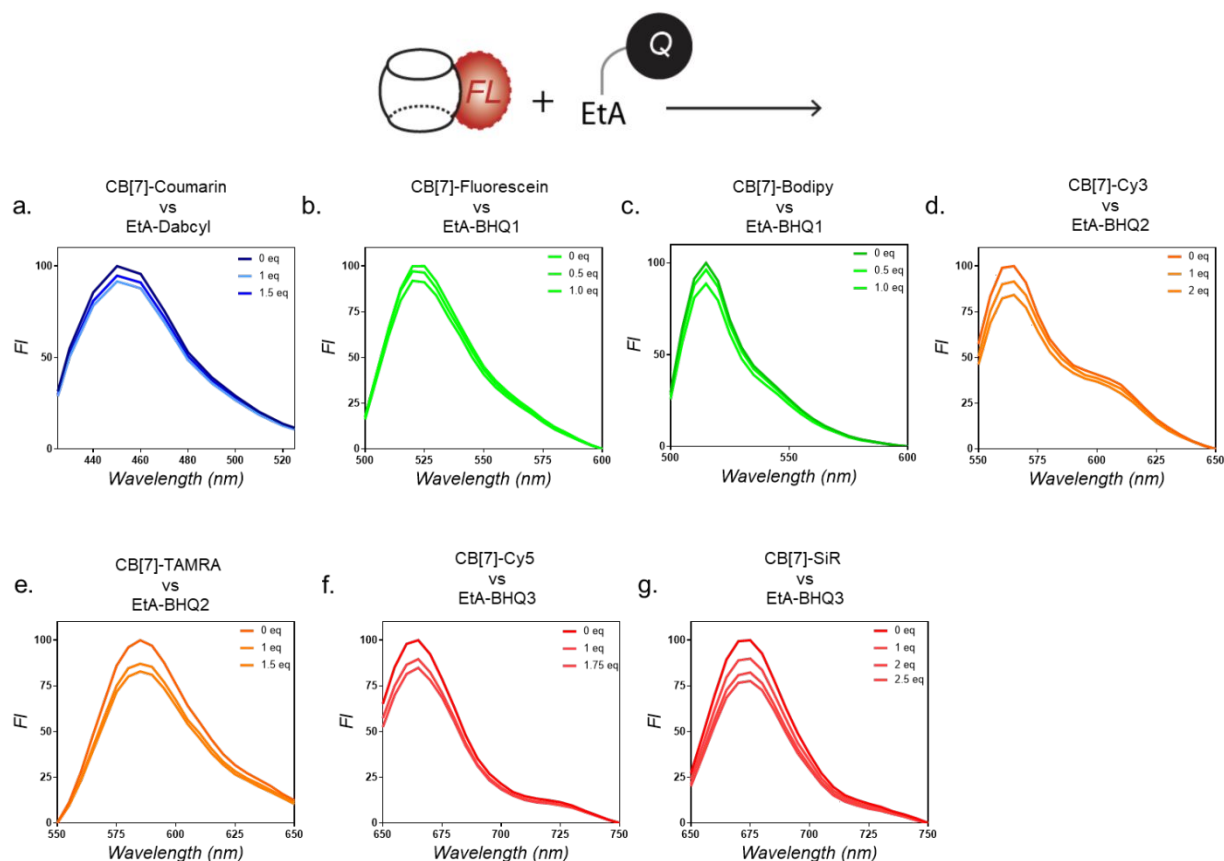 FL
+
EtA
Q
a.
CB[7]-Coumarin
vs
EtA-Dabcyl
FI
100
50
0
440 460 480 500 520
Wavelength (nm)
0 eq
1 eq
1.5 eq
b.
CB[7]-Fluorescein
vs
EtA-BHQ1
FI
100
75
50
25
0
500 525 550 575 600
Wavelength (nm)
0 eq
0.5 eq
1.0 eq
c.
CB[7]-Bodipy
vs
EtA-BHQ1
FI
100
50
0
500 550 600
Wavelength (nm)
0 eq
0.5 eq
1.0 eq
d.
CB[7]-Cy3
vs
EtA-BHQ2
FI
100
75
50
25
0
550 575 600 625 650
Wavelength (nm)
0 eq
1 eq
2 eq
e.
CB[7]-TAMRA
vs
EtA-BHQ2
FI
100
75
50
25
0
550 575 600 625 650
Wavelength (nm)
0 eq
1 eq
1.5 eq
f.
CB[7]-Cy5
vs
EtA-BHQ3
FI
100
75
50
25
0
650 675 700 725 750
Wavelength (nm)
0 eq
1 eq
1.75 eq
g.
CB[7]-SiR
vs
EtA-BHQ3
FI
100
75
50
25
0
650 675 700 725 750
Wavelength (nm)
0 eq
1 eq
2 eq
2.5 eq